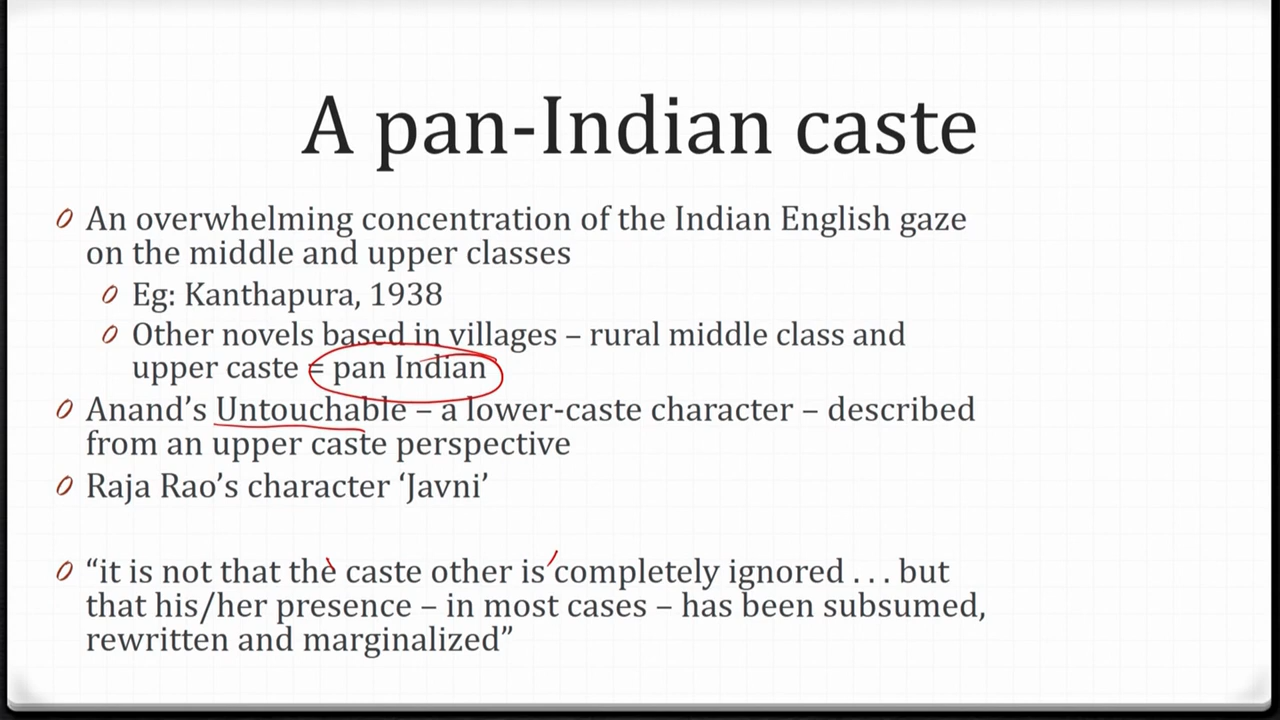 A pan-Indian caste
An overwhelming concentration of the Indian English gaze
on the middle and upper classes
Eg: Kanthapura, 1938
Other novels based in villages – rural middle class and
upper caste = pan Indian
Anand’s Untouchable – a lower-caste character – described
from an upper caste perspective
Raja Rao’s character ‘Javni’
“it is not that the caste other is completely ignored . . . but
that his/her presence – in most cases – has been subsumed,
rewritten and marginalized”